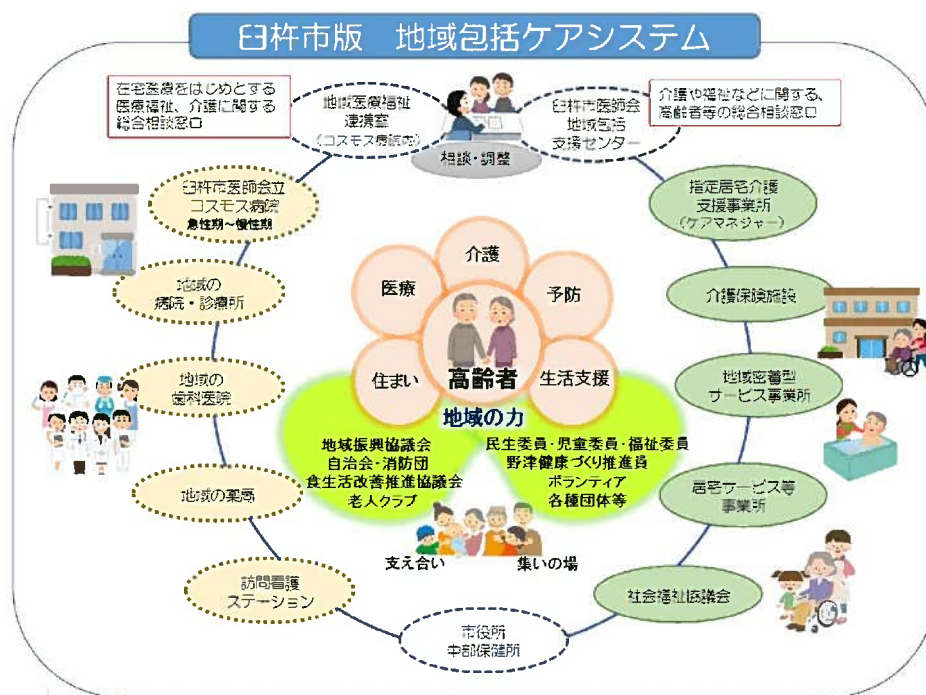 臼杵市版　地域包括ケアシステム
在宅医療をはじめとする
医療福祉、介護に関する
総合相談窓口
地域医療福祉
連携室
（コスモス病院内）
相談・調整
臼杵市医師会
地域包括
支援センター
介護や福祉などに関する、
高齢者等の総合相談窓口
臼杵市医師会立
コスモス病院
急性期～慢性期
地域の
病院・診療所
地域の
歯科医院
地域の薬局
訪問看護
ステーション
市役所
中部保健所
指定居宅介護
支援事業所
（ケアマネジャー）
介護保険施設
地域密着型
サービス事業所
居宅サービス等
事業所
社会福祉協議会
介護
医療
予防
住まい
高齢者
生活支援
地域の力
地域振興協議会
自治会・消防団
食生活改善推進協議会
老人クラブ
民生委員・児童委員・福祉委員
野津健康づくり推進員
ボランティア
各種団体等
支え合い
集いの場